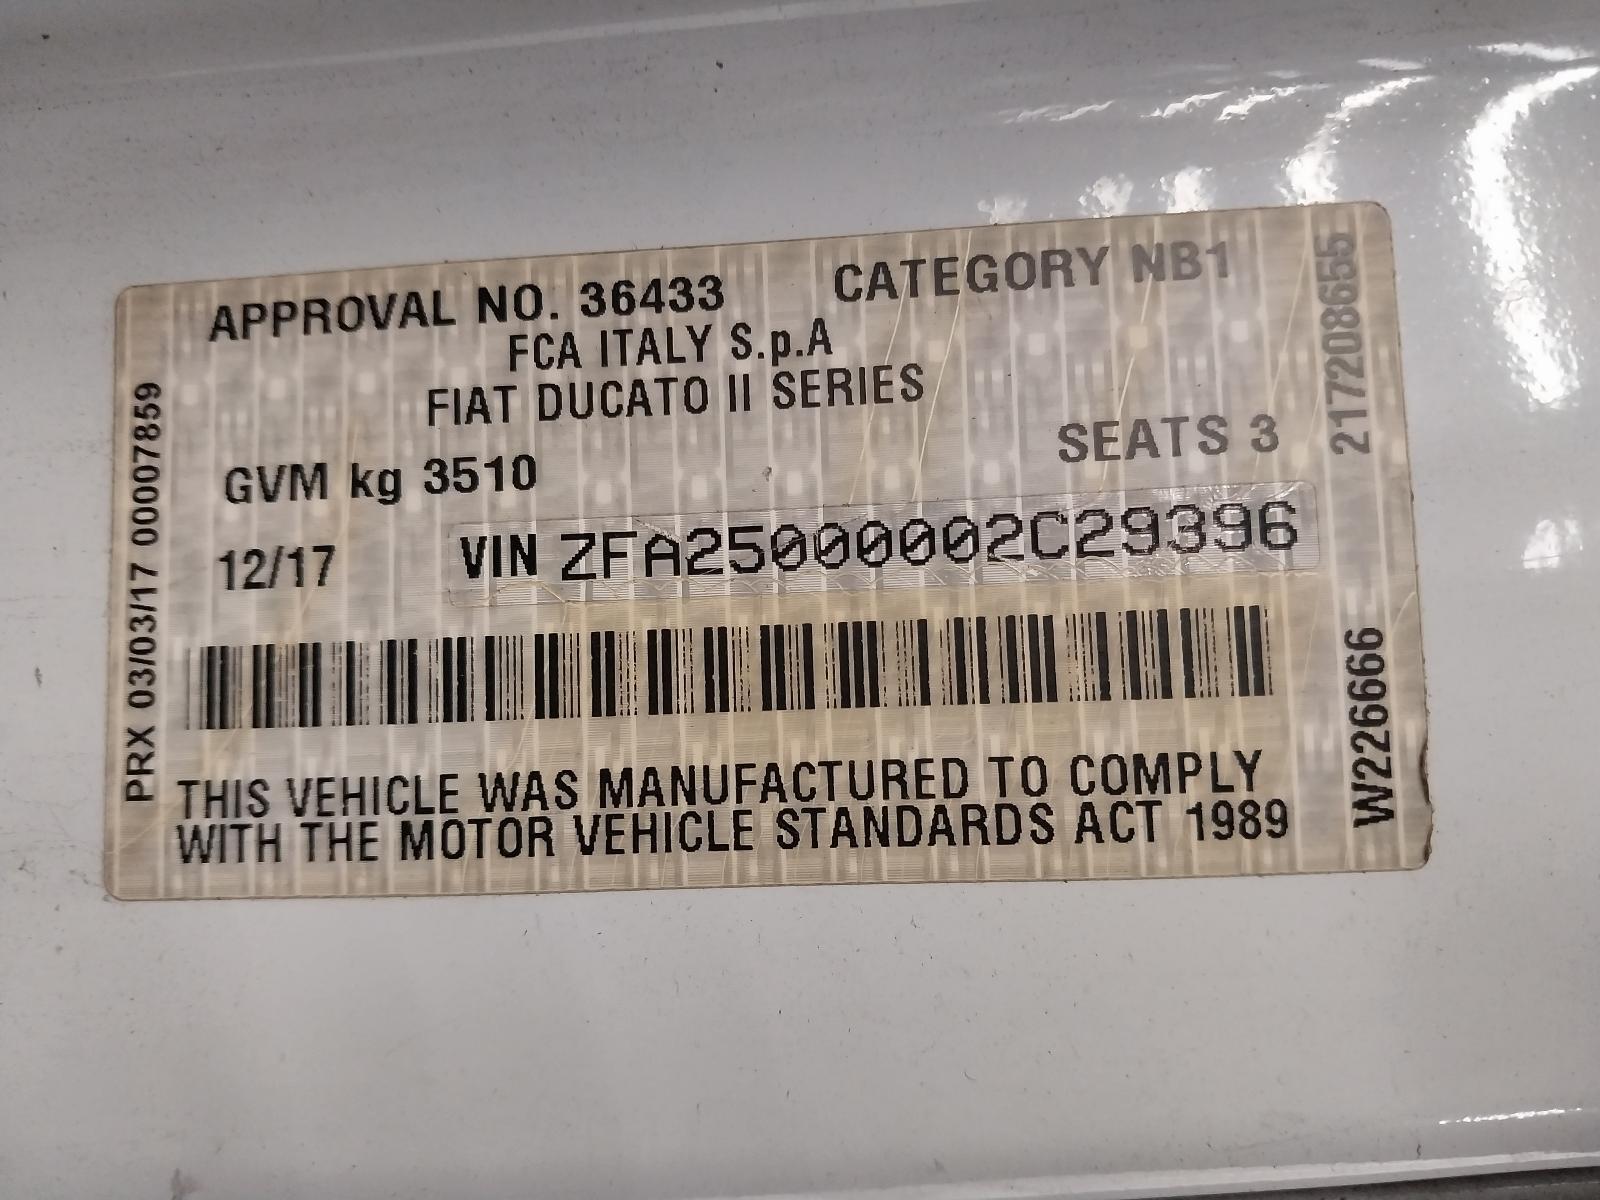 APPROVAL NO. 36433 CATEGORY NB1
FCA ITALY S.p.A
FIAT DUCATO II SERIES
GVM kg 3510 SEATS 3
12/17 VIN ZFA25000002C29396
THIS VEHICLE WAS MANUFACTURED TO COMPLY
WITH THE MOTOR VEHICLE STANDARDS ACT 1989
PRX 03/03/17 00007859
217208655
W226666